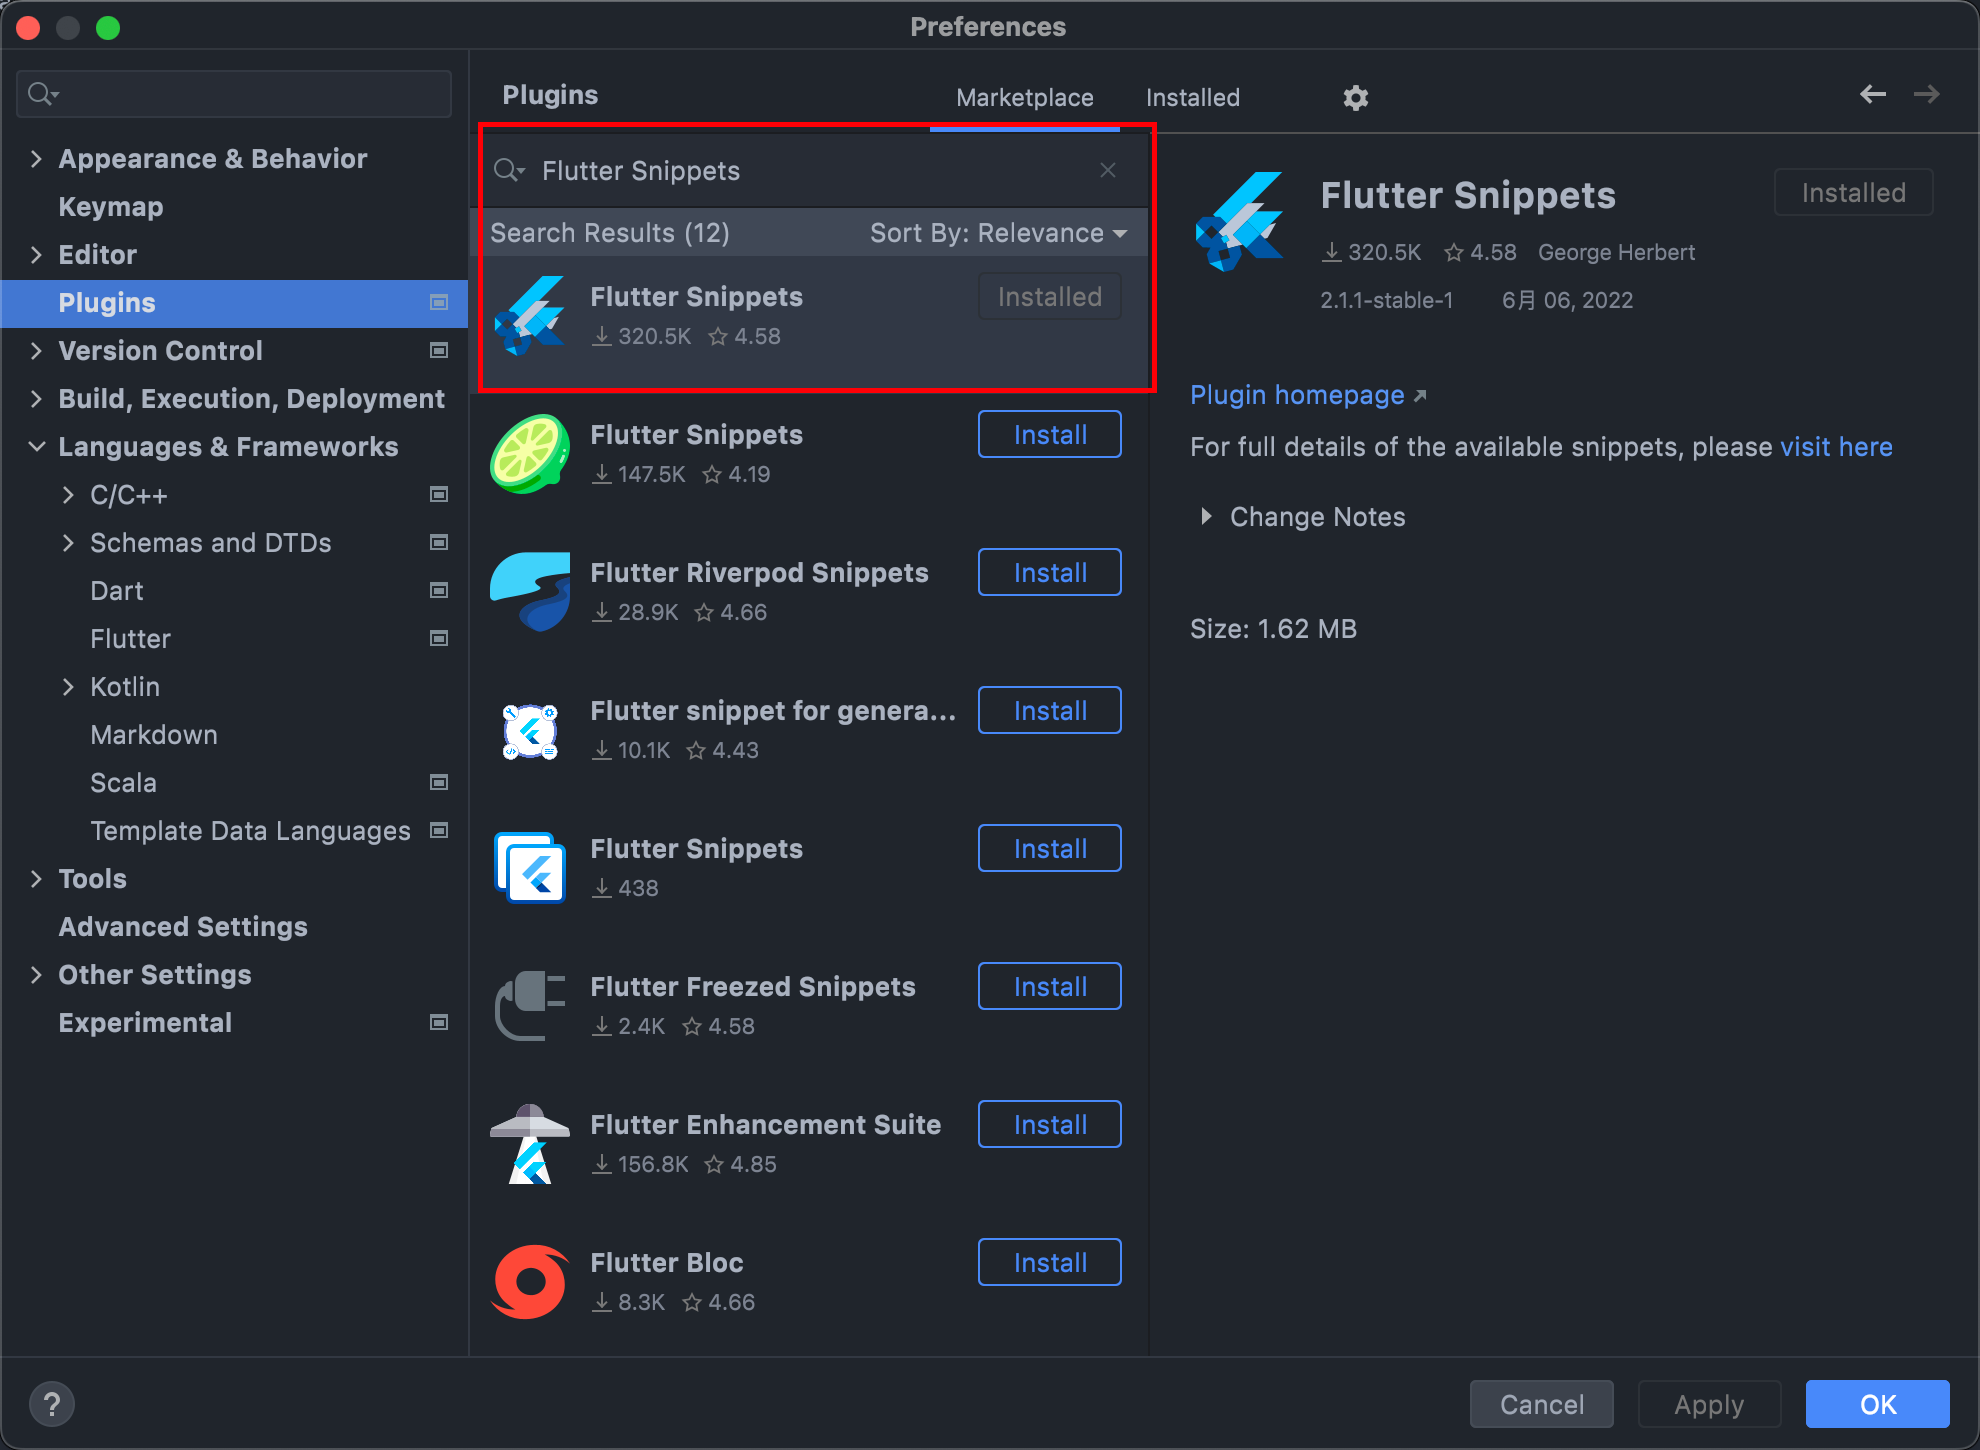 Preferences
Appearance & Behavior
Keymap
Editor
Plugins
Version Control
Build, Execution, Deployment
Languages & Frameworks
C/C++
Schemas and DTDs
Dart
Flutter
Kotlin
Markdown
Scala
Template Data Languages
Tools
Advanced Settings
Other Settings
Experimental
Plugins
Marketplace
Installed
Flutter Snippets
Search Results (12)
Sort By: Relevance
Flutter Snippets
Installed
320.5K 4.58
Flutter Snippets
Install
147.5K 4.19
Flutter Riverpod Snippets
Install
28.9K 4.66
Flutter snippet for genera...
Install
10.1K 4.43
Flutter Snippets
Install
438
Flutter Freezed Snippets
Install
2.4K 4.58
Flutter Enhancement Suite
Install
156.8K 4.85
Flutter Bloc
Install
8.3K 4.66
Flutter Snippets
Installed
320.5K 4.58 George Herbert
2.1.1-stable-1 6月 06, 2022
Plugin homepage
For full details of the available snippets, please visit here
Change Notes
Size: 1.62 MB
?
Cancel
Apply
OK